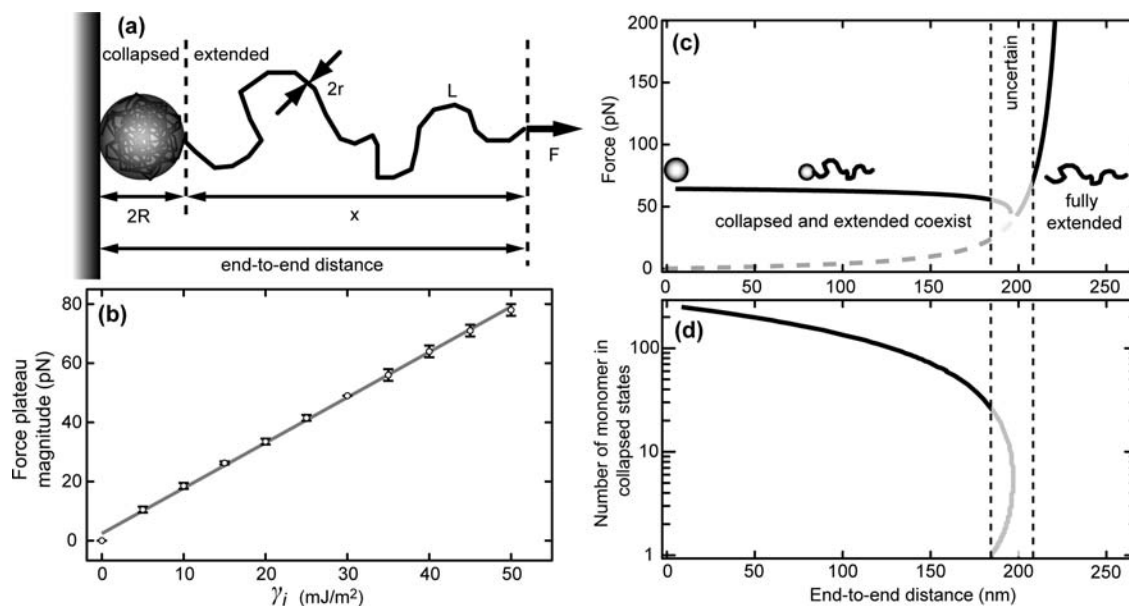 (a)
collapsed
extended
2r
L
F
2R
x
end-to-end distance
(b)
80
60
40
20
0
Force plateau
magnitude (pN)
0
10
20
30
40
50
γi (mJ/m²)
(c)
200
150
100
50
0
Force (pN)
uncertain
collapsed and extended coexist
fully
extended
0
50
100
150
200
250
(d)
100
10
1
Number of monomer in
collapsed states
0
50
100
150
200
250
End-to-end distance (nm)